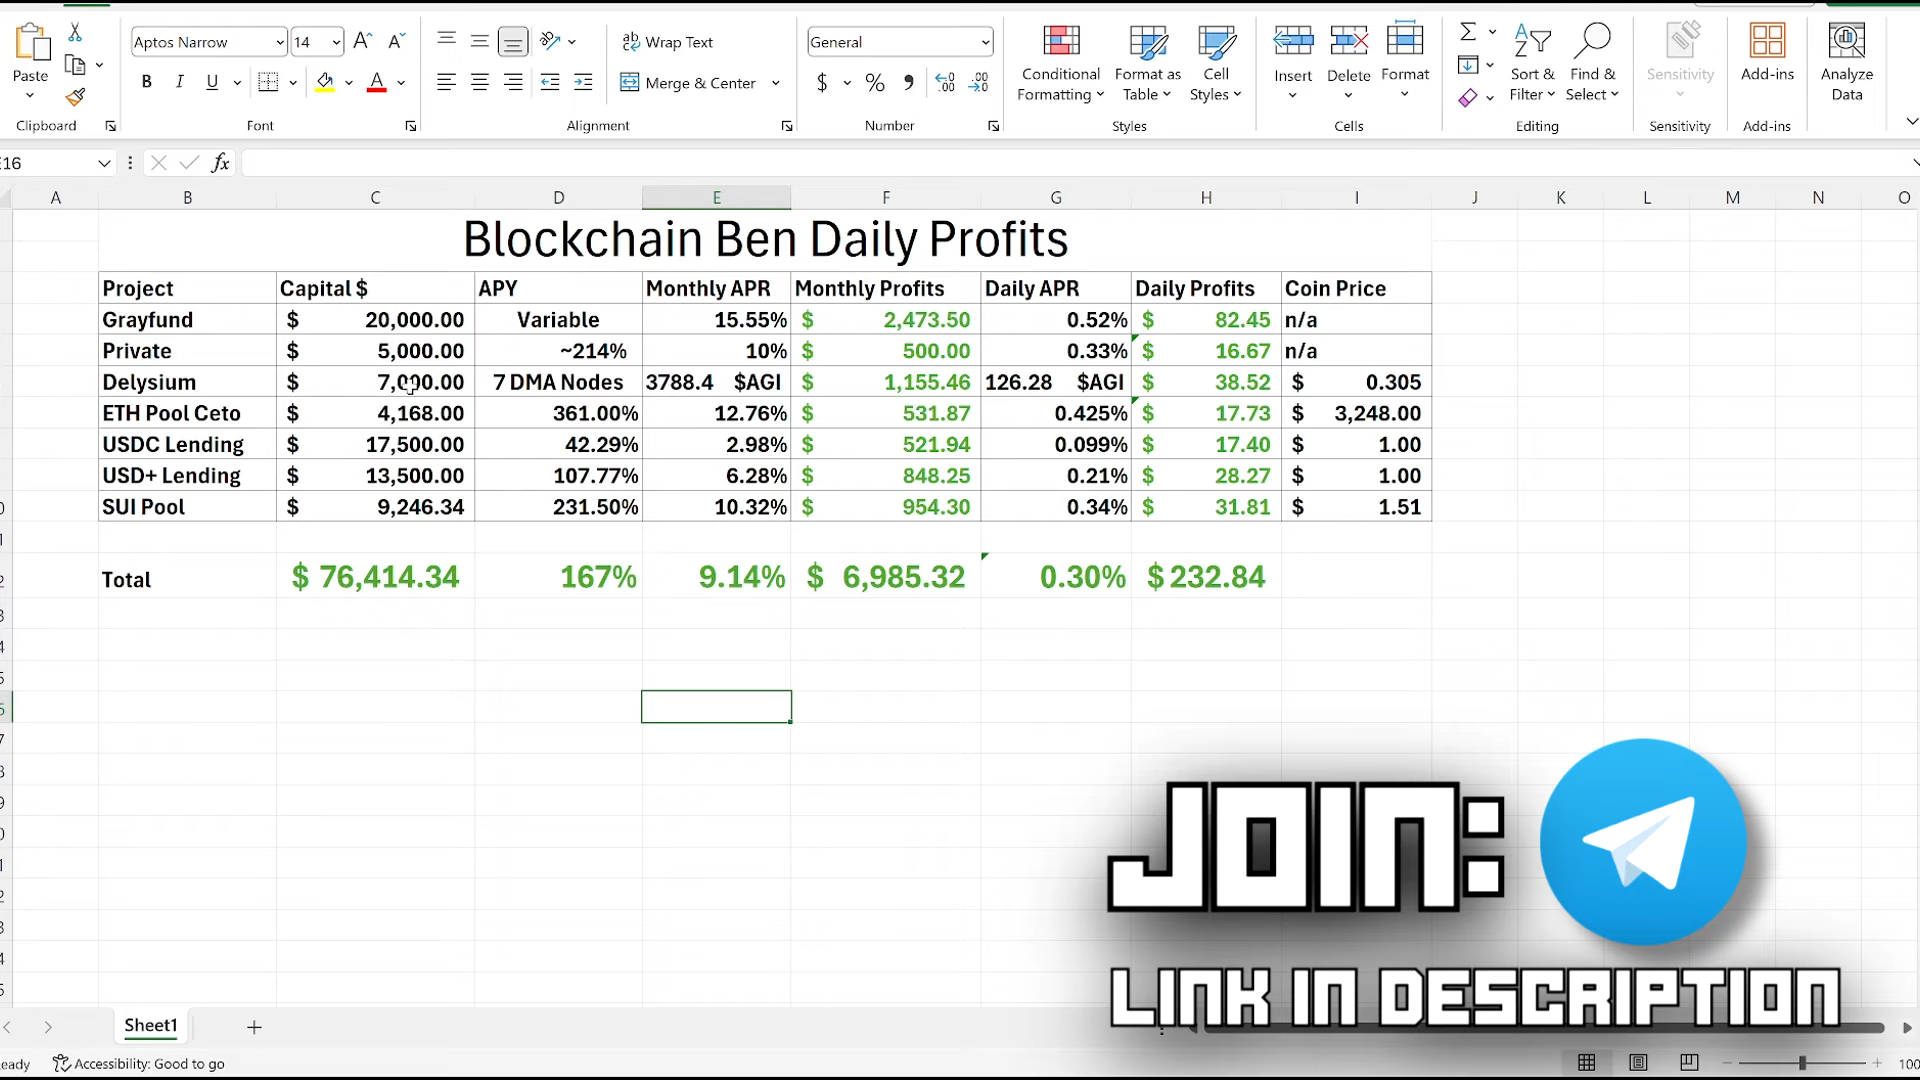 Aptos Narrow 14 Wrap Text General
Paste B I U Merge & Center $ % Conditional Formatting Format as Table Cell Styles Insert Delete Format Sort & Filter Find & Select Sensitivity Add-ins Analyze Data
Clipboard Font Alignment Number Styles Cells Editing Sensitivity Add-ins
E16 fx
A B C D E F G H I J K L M N O
Blockchain Ben Daily Profits
Project Capital $ APY Monthly APR Monthly Profits Daily APR Daily Profits Coin Price
Grayfund $ 20,000.00 Variable 15.55% $ 2,473.50 0.52% $ 82.45 n/a
Private $ 5,000.00 ~214% 10% $ 500.00 0.33% $ 16.67 n/a
Delysium $ 7,000.00 7 DMA Nodes 3788.4 $AGI $ 1,155.46 126.28 $AGI $ 38.52 $ 0.305
ETH Pool Ceto $ 4,168.00 361.00% 12.76% $ 531.87 0.425% $ 17.73 $ 3,248.00
USDC Lending $ 17,500.00 42.29% 2.98% $ 521.94 0.099% $ 17.40 $ 1.00
USD+ Lending $ 13,500.00 107.77% 6.28% $ 848.25 0.21% $ 28.27 $ 1.00
SUI Pool $ 9,246.34 231.50% 10.32% $ 954.30 0.34% $ 31.81 $ 1.51
Total $ 76,414.34 167% 9.14% $ 6,985.32 0.30% $ 232.84
JOIN:
LINK IN DESCRIPTION
Sheet1
Accessibility: Good to go